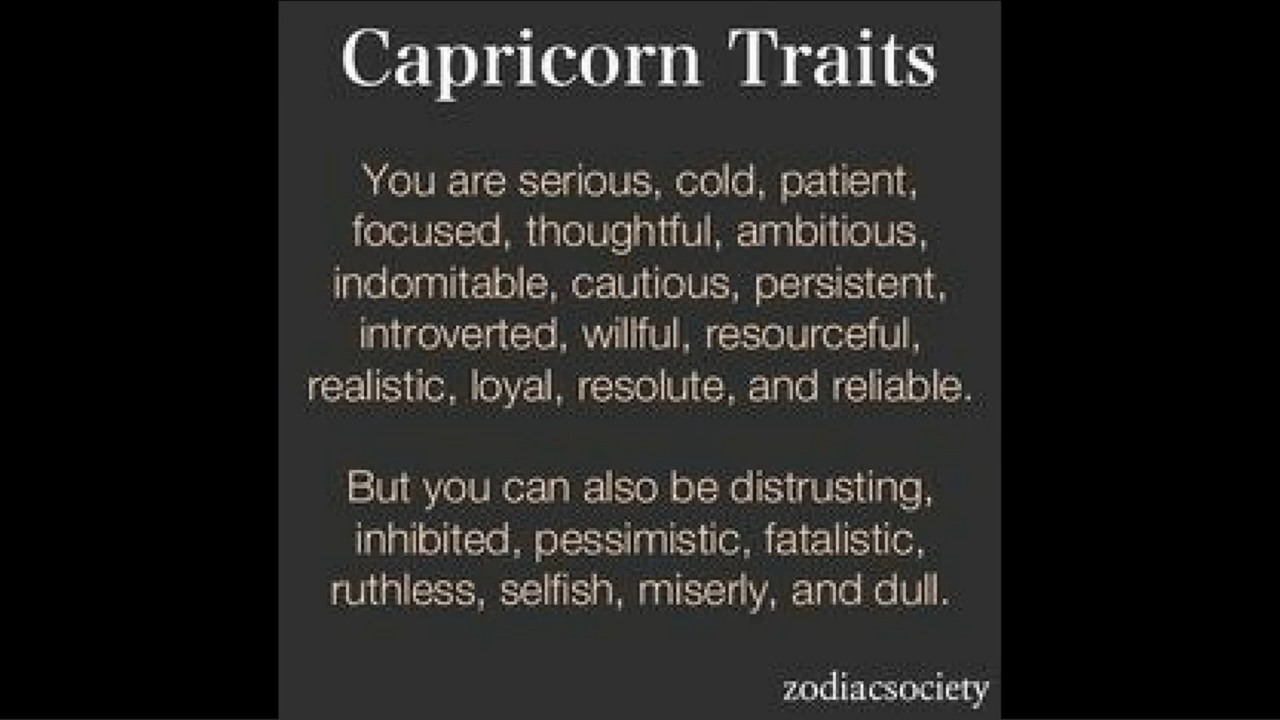 Capricorn Traits
You are serious, cold, patient,
focused, thoughtful, ambitious,
indomitable, cautious, persistent,
introverted, willful, resourceful,
realistic, loyal, resolute, and reliable.
But you can also be distrusting,
inhibited, pessimistic, fatalistic,
ruthless, selfish, miserly, and dull.
zodiacsociety